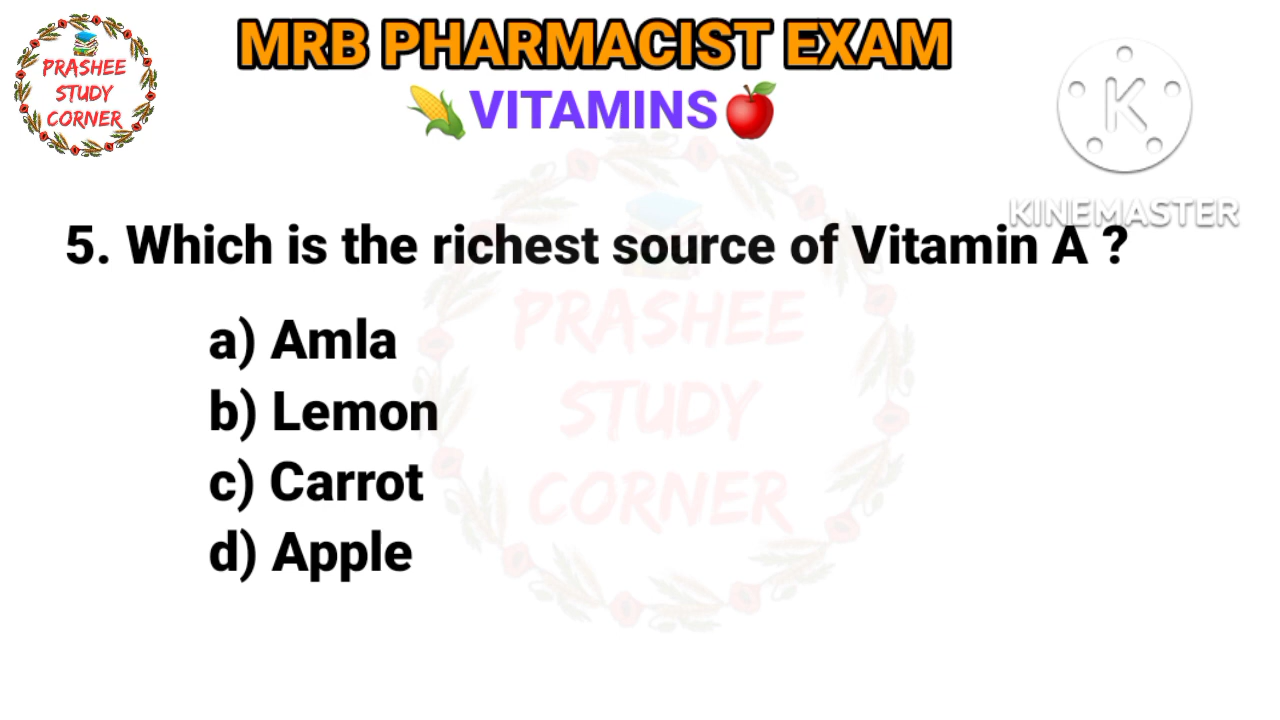 PRASHEE
STUDY
CORNER
MRB PHARMACIST EXAM
VITAMINS
K
KINEMASTER
5. Which is the richest source of Vitamin A ?
a) Amla
b) Lemon
c) Carrot
d) Apple
PRASHEE
STUDY
CORNER